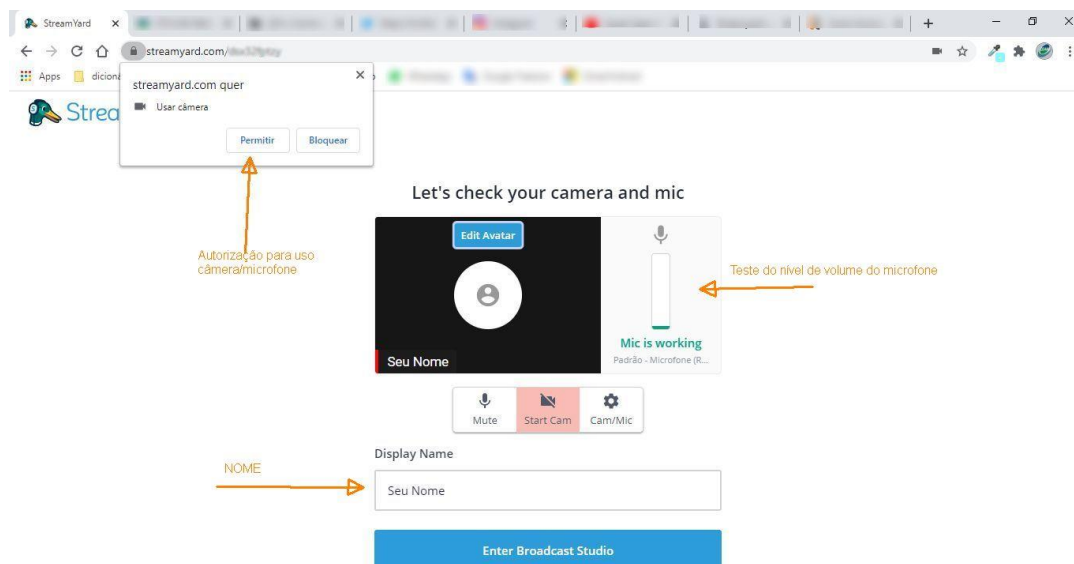 StreamYard
streamyard.com/
Apps
diciona
streamyard.com quer
Usar câmera
Permitir
Bloquear
Strea
Let's check your camera and mic
Edit Avatar
Autorização para uso
câmera/microfone
Teste do nível de volume do microfone
Mic is working
Padrão - Microfone (R...
Seu Nome
Mute
Start Cam
Cam/Mic
Display Name
NOME
Seu Nome
Enter Broadcast Studio